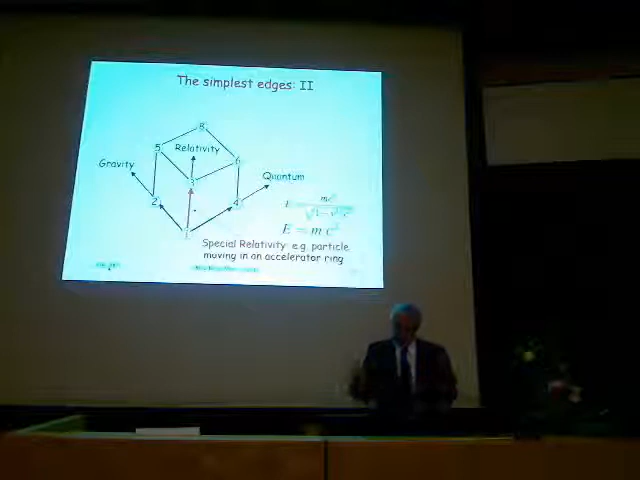 The simplest edges: II
8
5
Relativity
6
Gravity
3
Quantum
2
4
1
E = mc²
Special Relativity: e.g. particle
moving in an accelerator ring